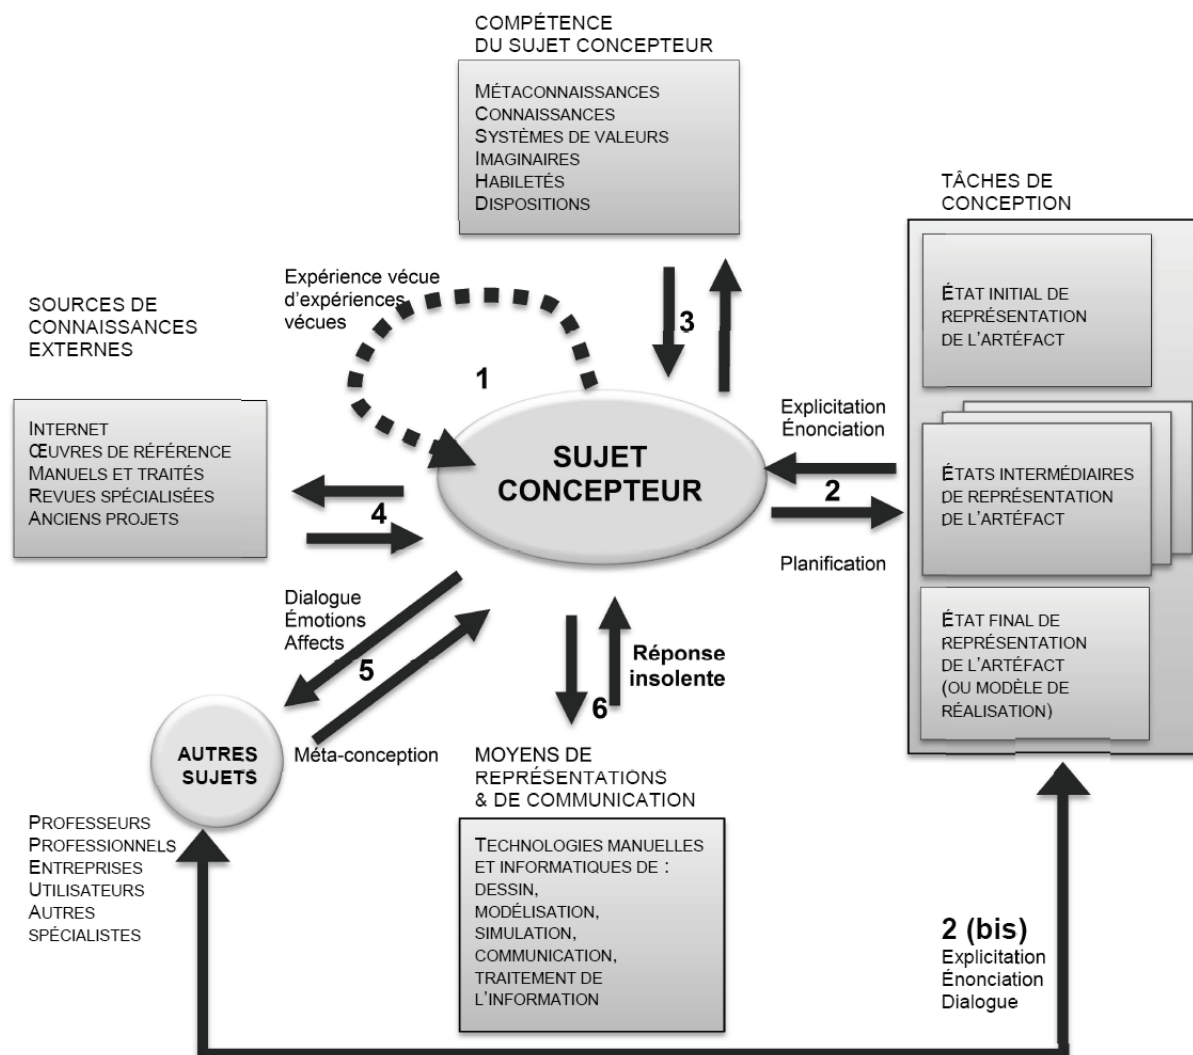 COMPÉTENCE
DU SUJET CONCEPTEUR
MÉTACONNAISSANCES
CONNAISSANCES
SYSTÈMES DE VALEURS
IMAGINAIRES
HABILETÉS
DISPOSITIONS
TÂCHES DE
CONCEPTION
ÉTAT INITIAL DE
REPRÉSENTATION
DE L'ARTÉFACT
ÉTATS INTERMÉDIAIRES
DE REPRÉSENTATION
DE L'ARTÉFACT
ÉTAT FINAL DE
REPRÉSENTATION
DE L'ARTÉFACT
(OU MODÈLE DE
RÉALISATION)
Expérience vécue
d'expériences
vécues
1
3
SOURCES DE
CONNAISSANCES
EXTERNES
INTERNET
ŒUVRES DE RÉFÉRENCE
MANUELS ET TRAITÉS
REVUES SPÉCIALISÉES
ANCIENS PROJETS
4
SUJET
CONCEPTEUR
Explicitation
Énonciation
2
Planification
Dialogue
Émotions
Affects
5
Méta-conception
Réponse
insolente
6
AUTRES
SUJETS
PROFESSEURS
PROFESSIONNELS
ENTREPRISES
UTILISATEURS
AUTRES
SPÉCIALISTES
MOYENS DE
REPRÉSENTATIONS
& DE COMMUNICATION
TECHNOLOGIES MANUELLES
ET INFORMATIQUES DE :
DESSIN,
MODÉLISATION,
SIMULATION,
COMMUNICATION,
TRAITEMENT DE
L'INFORMATION
2 (bis)
Explicitation
Énonciation
Dialogue